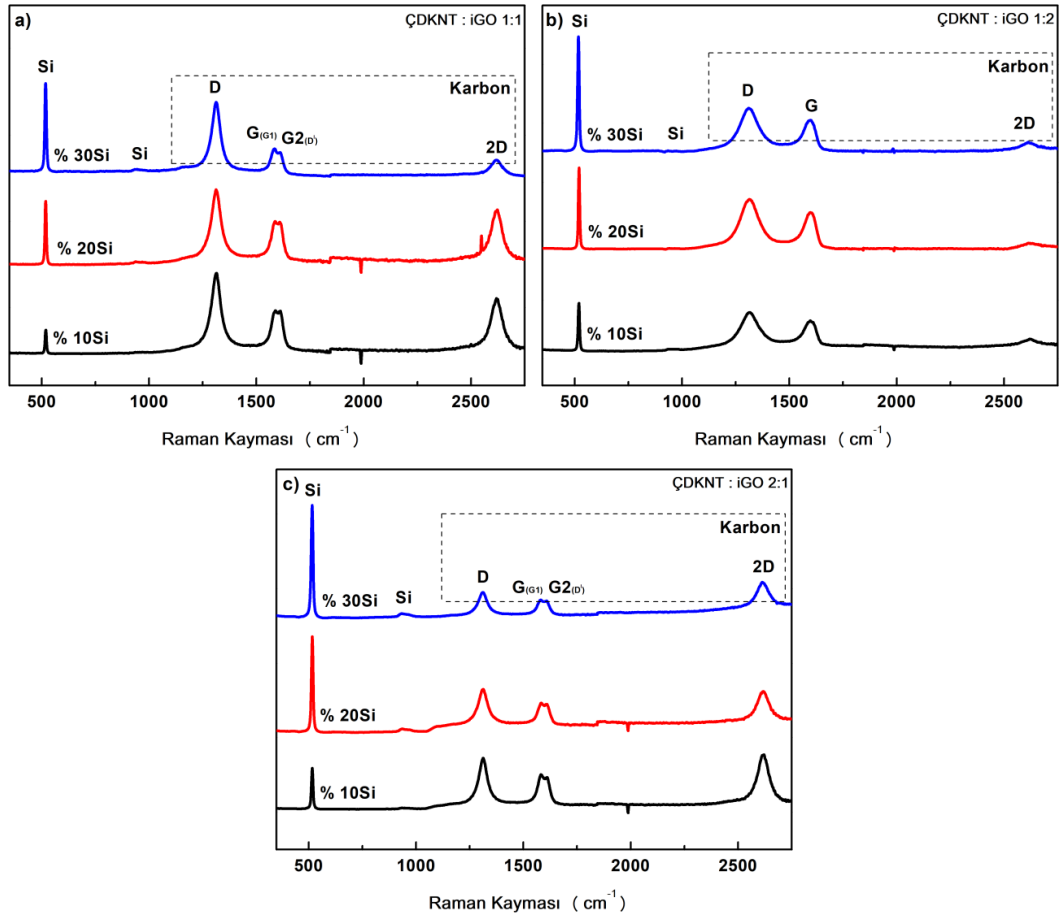 a)
ÇDKNT : iGO 1:1
Si
Karbon
D
G(G1) G2(D')
2D
% 30Si
Si
% 20Si
% 10Si
500 1000 1500 2000 2500
Raman Kayması ( cm-1)
b)
ÇDKNT : iGO 1:2
Si
Karbon
D
G
2D
% 30Si
Si
% 20Si
% 10Si
500 1000 1500 2000 2500
Raman Kayması ( cm-1)
c)
ÇDKNT : iGO 2:1
Si
Karbon
2D
D
G(G1) G2(D')
% 30Si
Si
% 20Si
% 10Si
500 1000 1500 2000 2500
Raman Kayması ( cm-1)